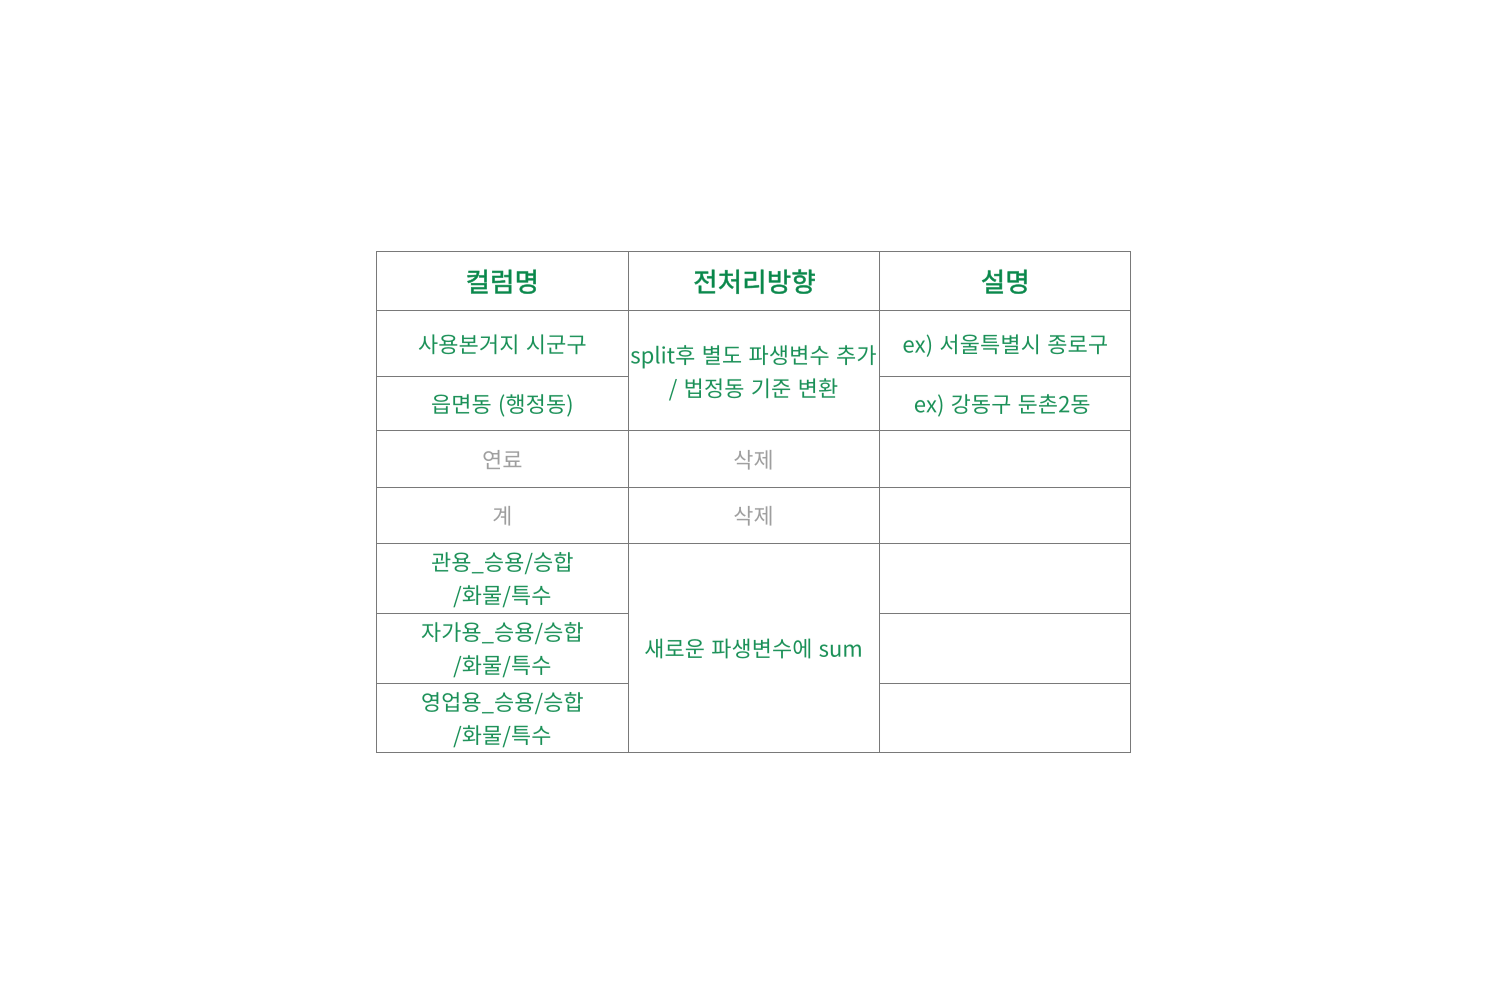 컬럼명 전처리방향 설명
사용본거지 시군구
split후 별도 파생변수 추가
/ 법정동 기준 변환
ex) 서울특별시 종로구
읍면동 (행정동)
ex) 강동구 둔촌2동
연료 삭제
계 삭제
관용_승용/승합
/화물/특수
새로운 파생변수에 sum
자가용_승용/승합
/화물/특수
영업용_승용/승합
/화물/특수